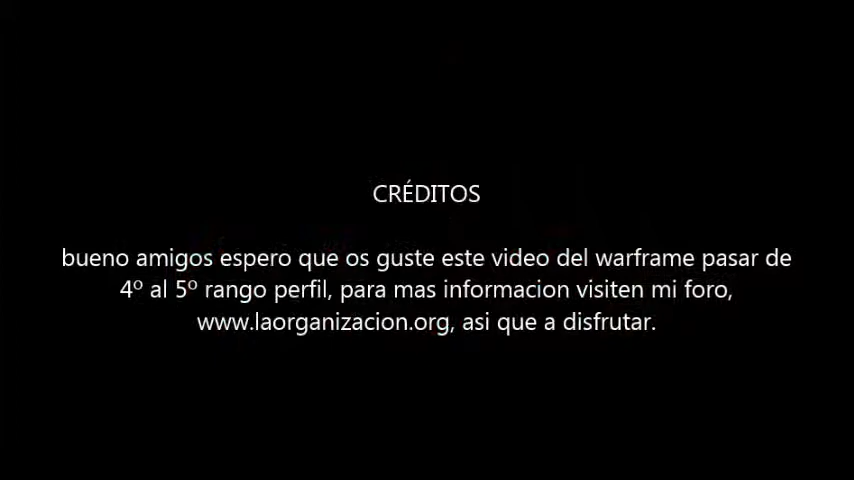 CRÉDITOS
bueno amigos espero que os guste este video del warframe pasar de
4º al 5º rango perfil, para mas informacion visiten mi foro,
www.laorganizacion.org, asi que a disfrutar.